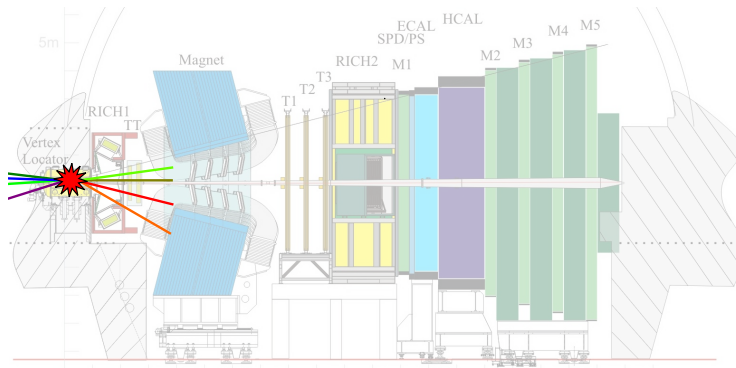 5m
Magnet
RICH1
TT
Vertex
Locator
T1
T2
T3
RICH2
M1
SPD/PS
ECAL
HCAL
M2
M3
M4
M5